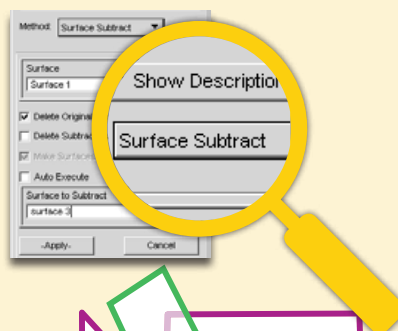 Method: Surface Subtract
Show Description
Surface
Surface 1
Surface Subtract
Delete Original
Delete Subtrac
Make Surfaces
Auto Execute
Surface to Subtract
surface 3
-Apply-
Cancel